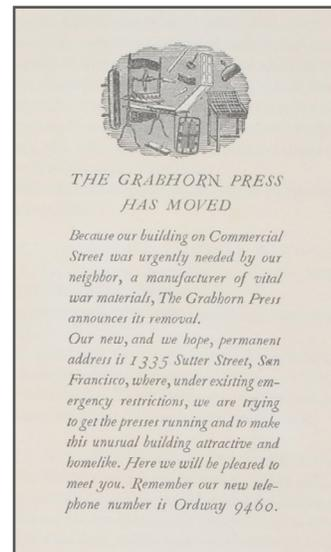 THE GRABHORN PRESS
HAS MOVED
Because our building on Commercial
Street was urgently needed by our
neighbor, a manufacturer of vital
war materials, The Grabhorn Press
announces its removal.
Our new, and we hope, permanent
address is 1335 Sutter Street, San
Francisco, where, under existing em-
ergency restrictions, we are trying
to get the presses running and to make
this unusual building attractive and
homelike. Here we will be pleased to
meet you. Remember our new tele-
phone number is Ordway 9460.